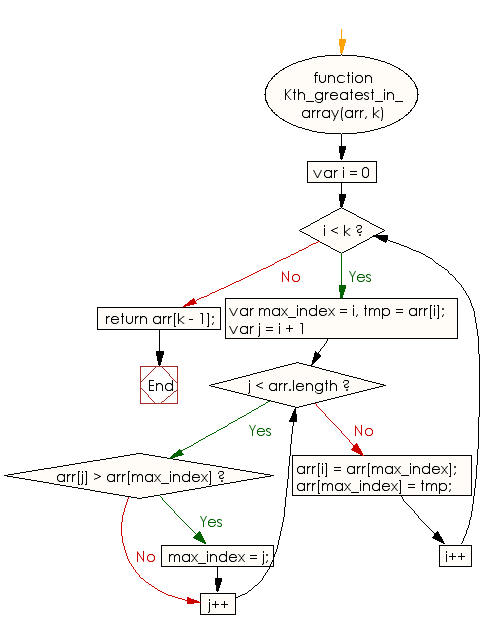 function
Kth_greatest_in_
array(arr, k)
var i = 0
i < k ?
No
Yes
return arr[k - 1];
var max_index = i, tmp = arr[i];
var j = i + 1
End
j < arr.length ?
Yes
No
arr[j] > arr[max_index] ?
arr[i] = arr[max_index];
arr[max_index] = tmp;
Yes
No
max_index = j;
i++
j++